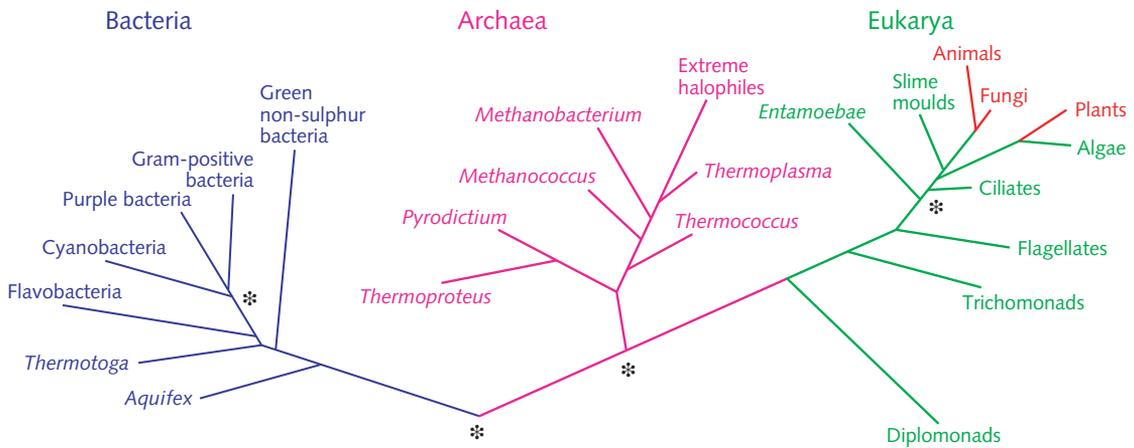 Bacteria
Archaea
Eukarya
Animals
Extreme
halophiles
Slime
moulds
Fungi
Green
non-sulphur
bacteria
Methanobacterium
Entamoebae
Plants
Algae
Gram-positive
bacteria
Methanococcus
Thermoplasma
Ciliates
Purple bacteria
*
Pyrodictium
Thermococcus
Cyanobacteria
Flagellates
Flavobacteria
*
Thermoproteus
Trichomonads
Thermotoga
*
Aquifex
*
Diplomonads